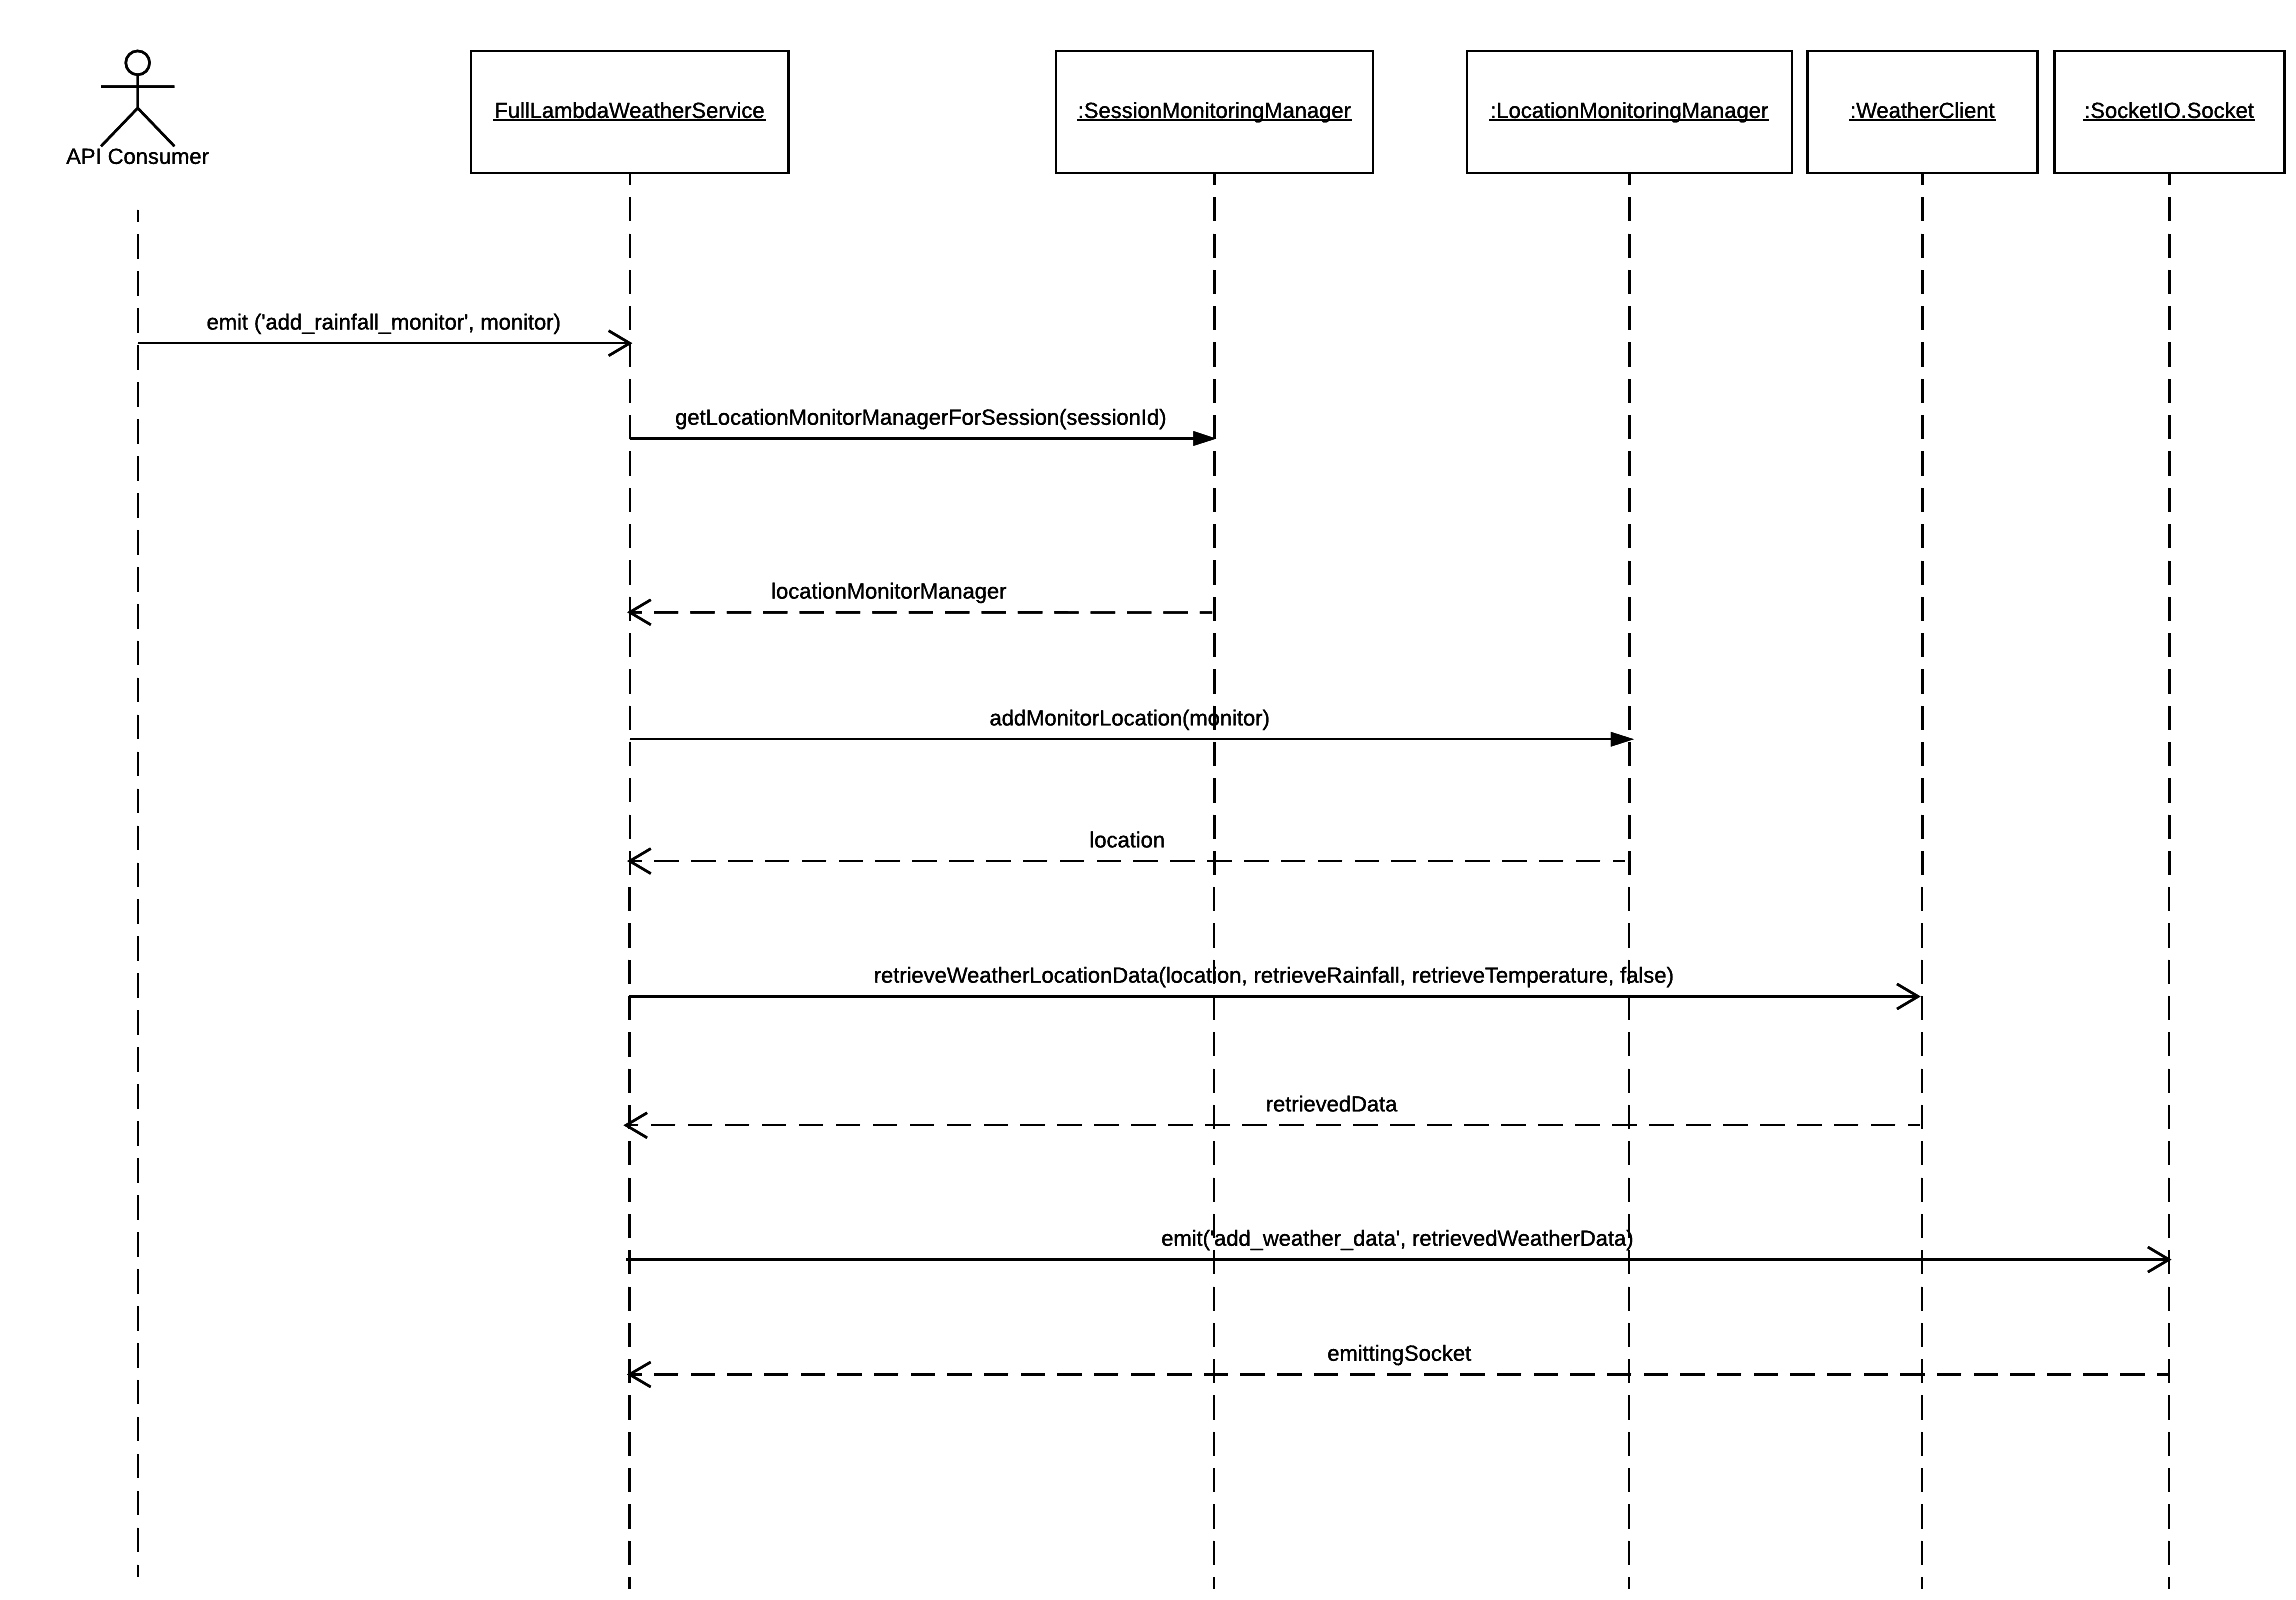 API Consumer
FullLambdaWeatherService
:SessionMonitoringManager
:LocationMonitoringManager
:WeatherClient
:SocketIO.Socket
emit ('add_rainfall_monitor', monitor)
getLocationMonitorManagerForSession(sessionId)
locationMonitorManager
addMonitorLocation(monitor)
location
retrieveWeatherLocationData(location, retrieveRainfall, retrieveTemperature, false)
retrievedData
emit('add_weather_data', retrievedWeatherData)
emittingSocket